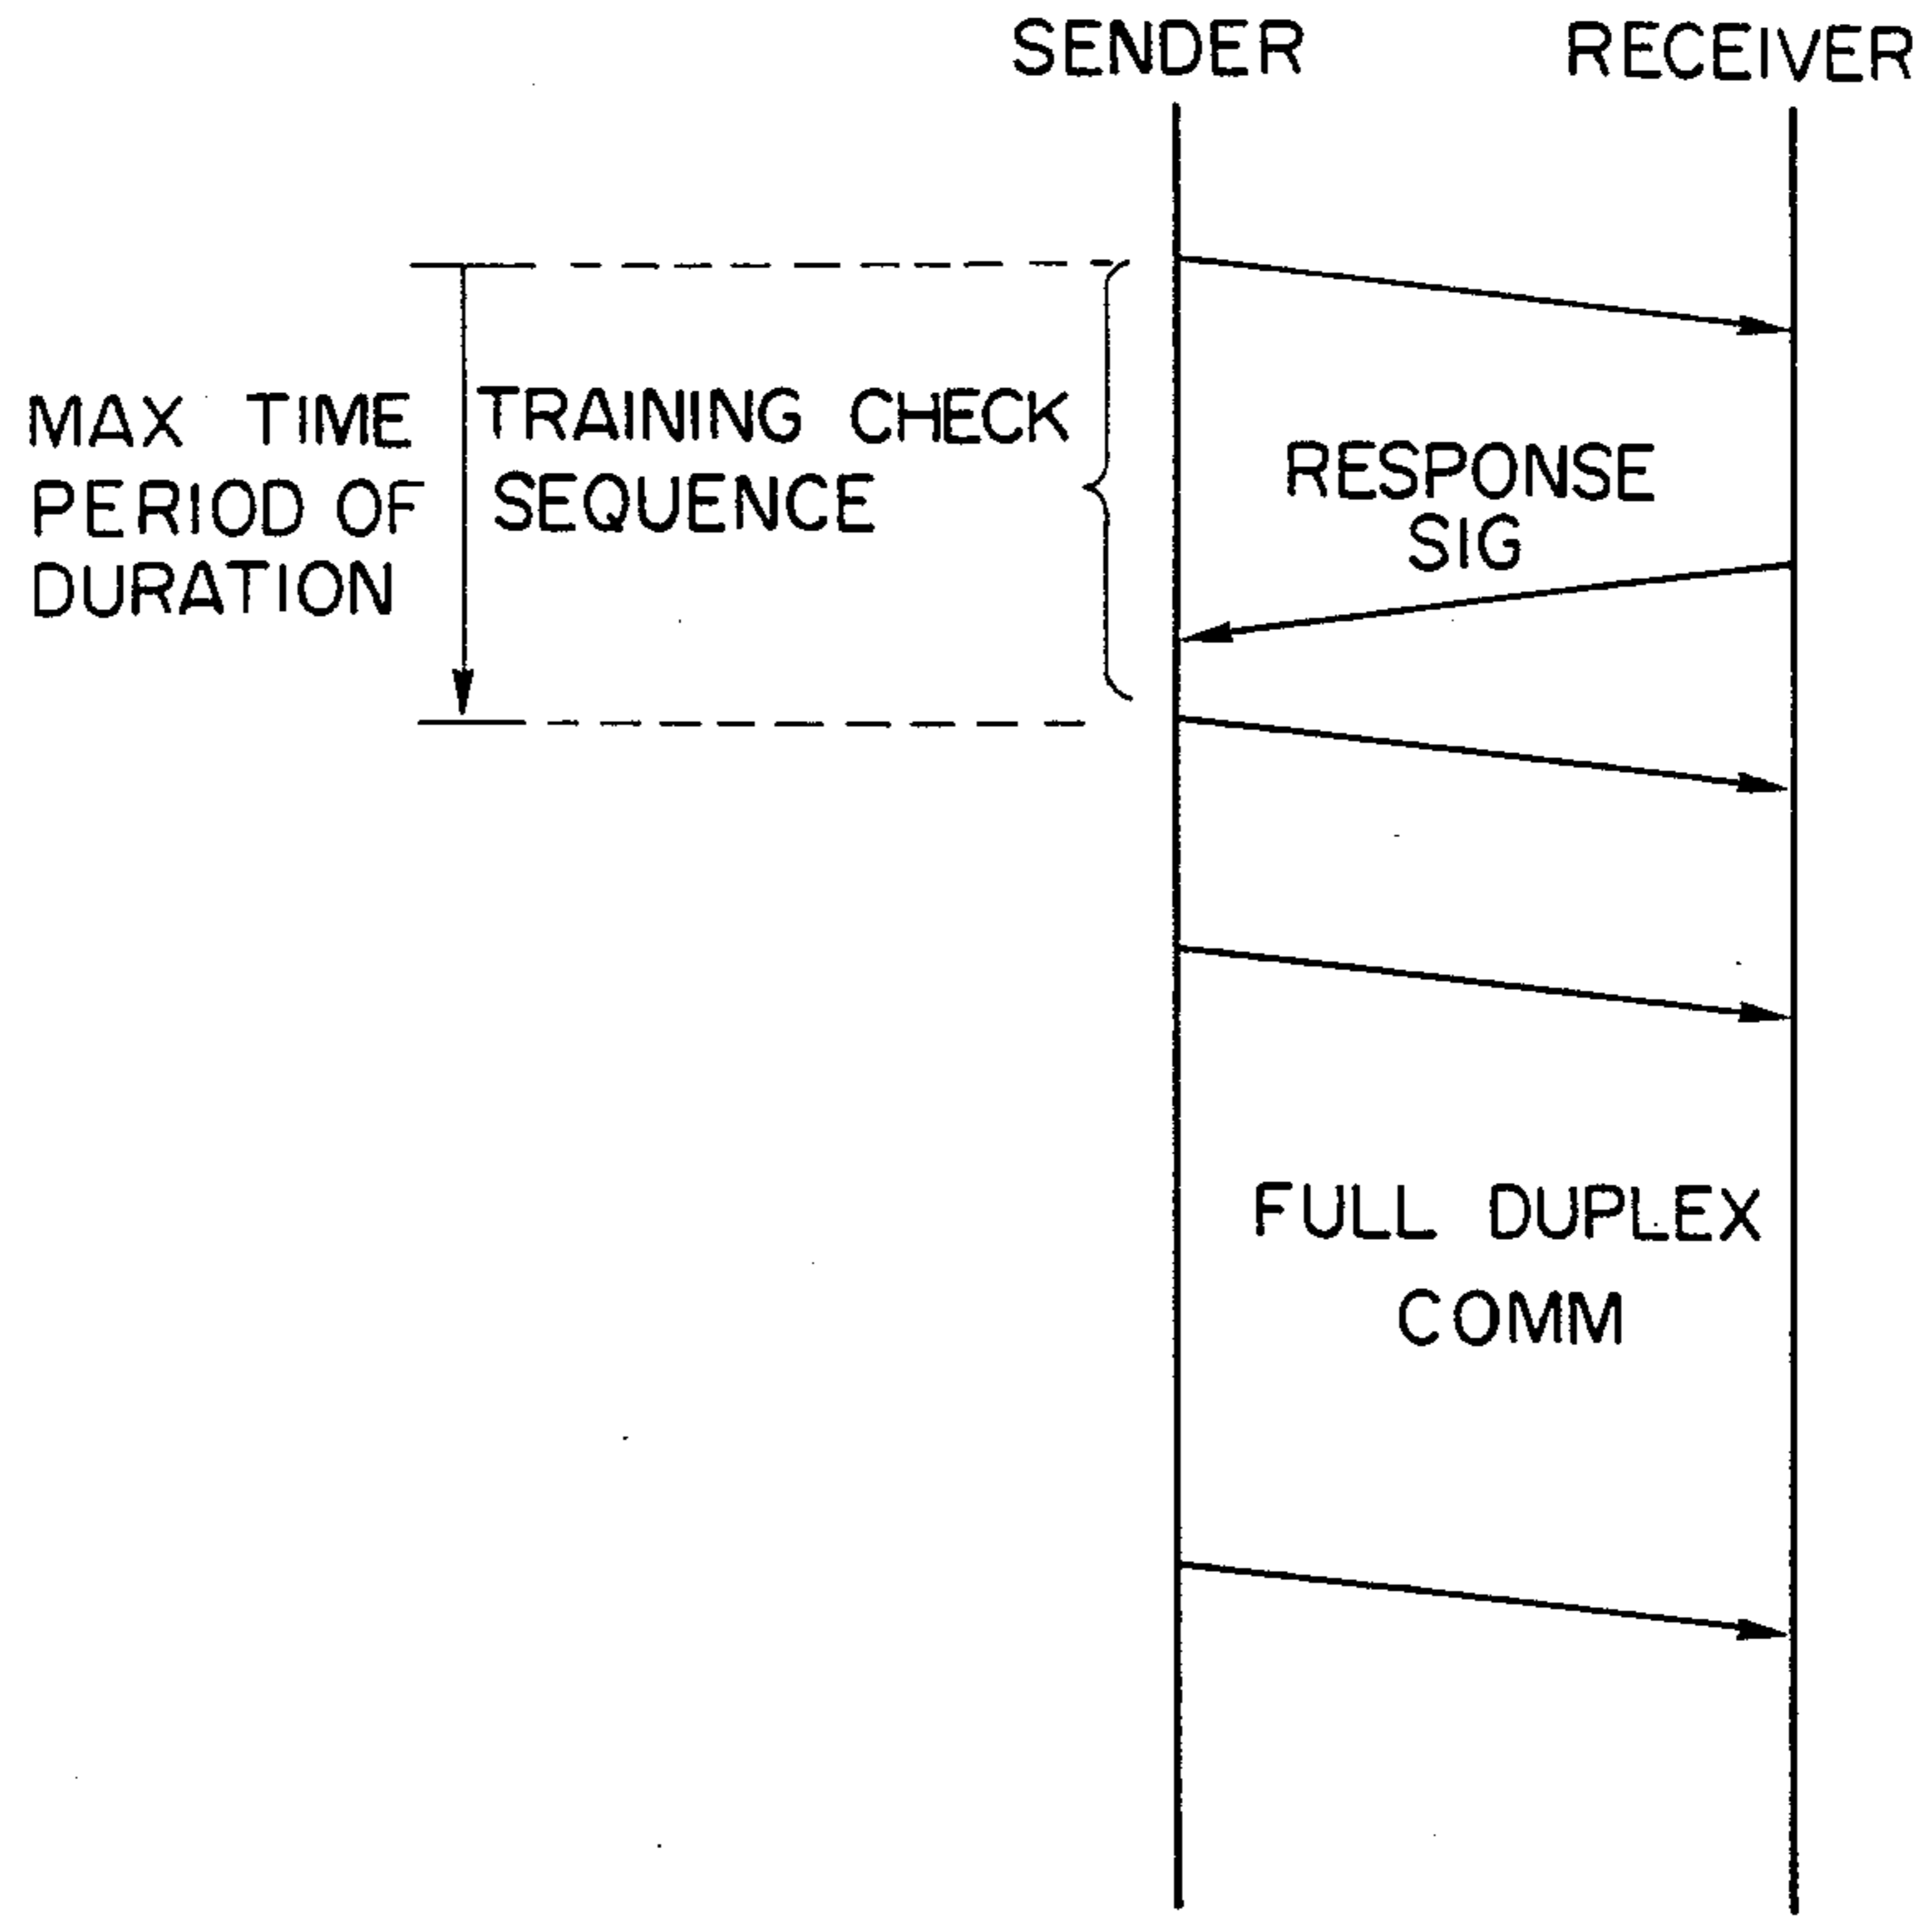 SENDER
RECEIVER
MAX TIME
PERIOD OF
DURATION
TRAINING CHECK
SEQUENCE
RESPONSE
SIG
FULL DUPLEX
COMM